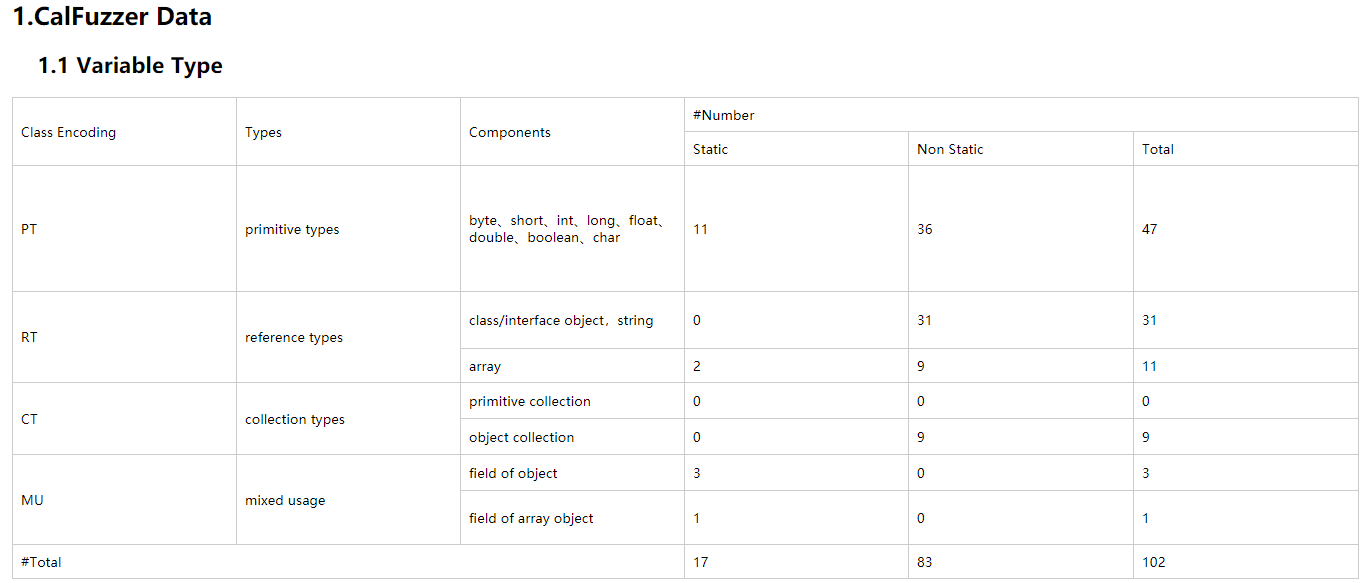 1.CalFuzzer Data
1.1 Variable Type
#Number
Class Encoding Types Components
Static Non Static Total
byte、short、int、long、float、
PT primitive types 11 36 47
double、boolean、char
class/interface object，string 0 31 31
RT reference types
array 2 9 11
primitive collection 0 0 0
CT collection types
object collection 0 9 9
field of object 3 0 3
MU mixed usage
field of array object 1 0 1
#Total 17 83 102